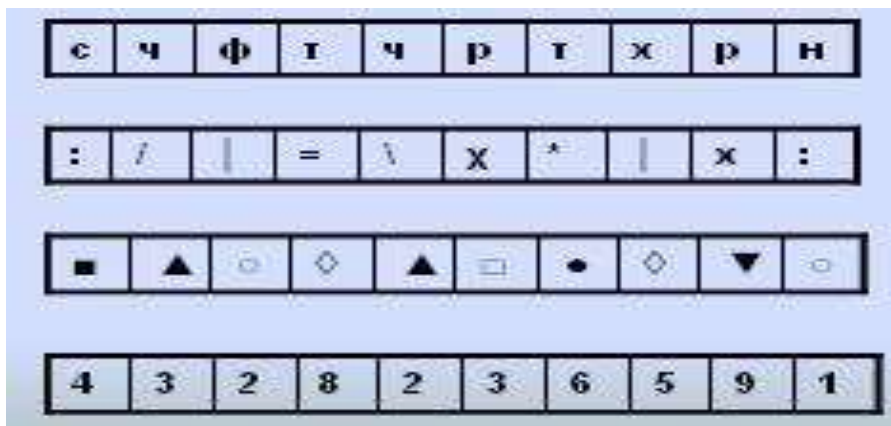 с ч ф т ч р т х р н
: / | = \ X * | x :
■ ▲ ○ ◇ ▲ □ ● ◇ ▼ ○
4 3 2 8 2 3 6 5 9 1